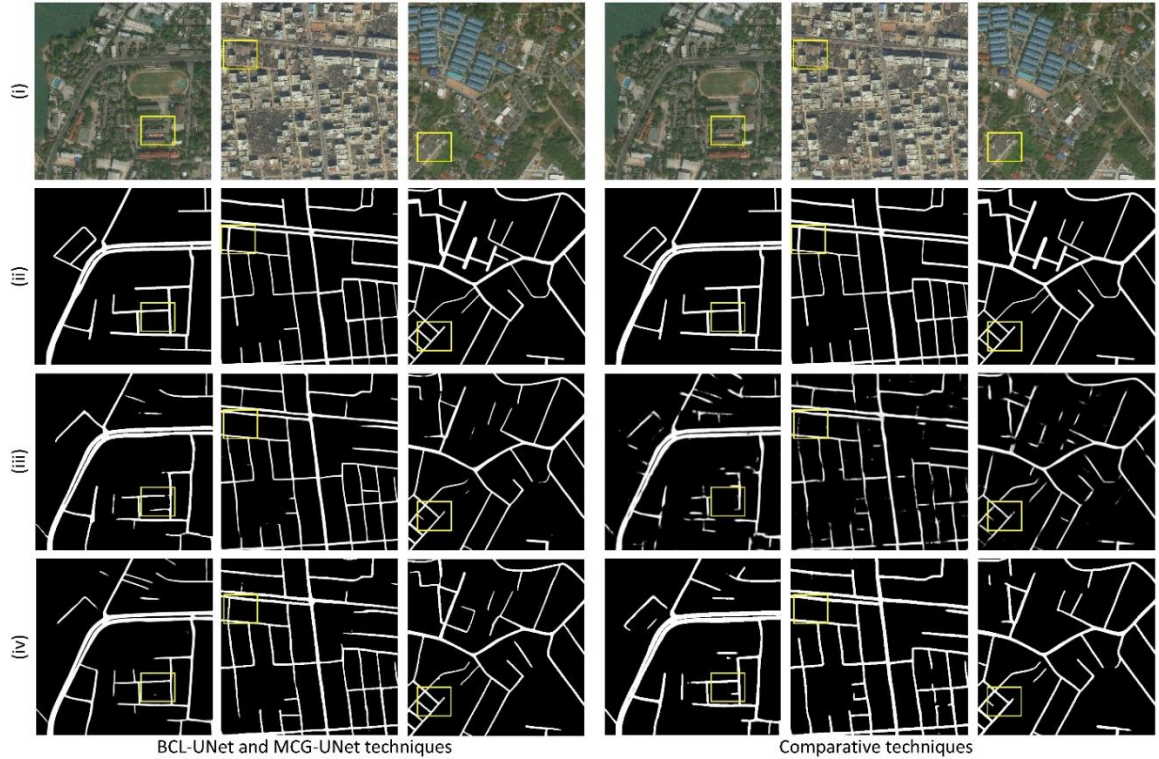 (i)
(ii)
(iii)
(iv)
BCL-UNet and MCG-UNet techniques
Comparative techniques